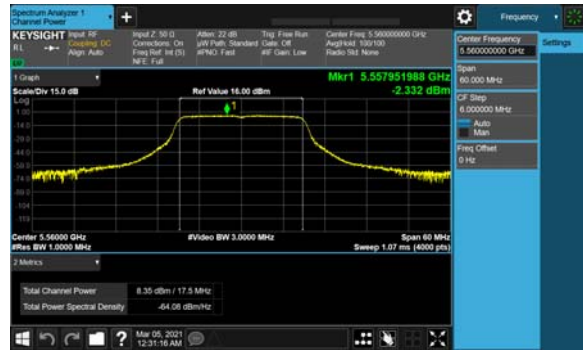 Spectrum Analyzer 1
Channel Power
+
Frequency
KEYSIGHT Input: RF
Coupling: DC
Align: Auto
Input Z: 50 Ω
Corrections: On
Freq Ref: Int (S)
NFE: Full
Atten: 22 dB
µW Path: Standard
#PNO: Fast
Trig: Free Run
Gate: Off
#IF Gain: Low
Center Freq: 5.560000000 GHz
Avg|Hold: 100/100
Radio Std: None
RL
Center Frequency
5.560000000 GHz
Settings
Span
60.000 MHz
CF Step
6.000000 MHz
Auto
Man
Freq Offset
0 Hz
1 Graph
Scale/Div 15.0 dB
Ref Value 16.00 dBm
Mkr1 5.557951988 GHz
-2.332 dBm
Log
1.00
-14.0
-29.0
-44.0
-59.0
-74.0
-89.0
-104
-119
1
Center 5.56000 GHz
#Res BW 1.0000 MHz
#Video BW 3.0000 MHz
Span 60 MHz
Sweep 1.07 ms (4000 pts)
2 Metrics
Total Channel Power 8.35 dBm / 17.5 MHz
Total Power Spectral Density -64.08 dBm/Hz
?
Mar 05, 2021
12:31:16 AM